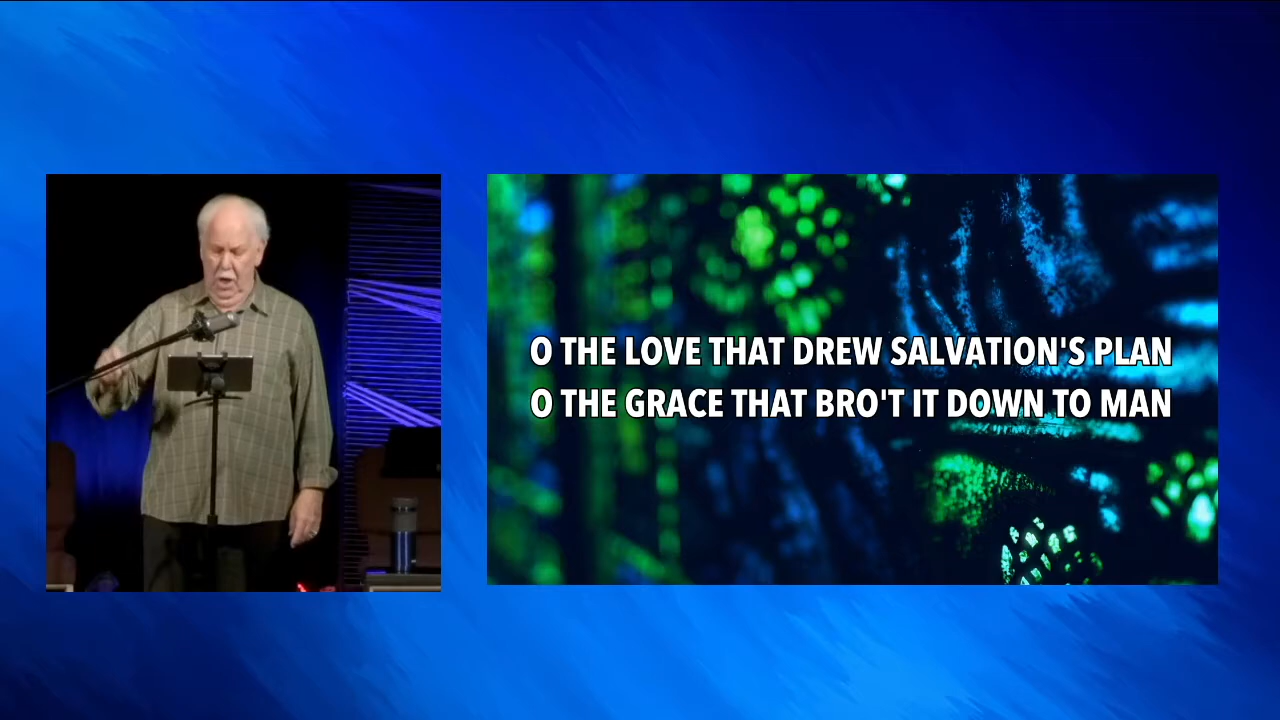 O THE LOVE THAT DREW SALVATION'S PLAN
O THE GRACE THAT BRO'T IT DOWN TO MAN